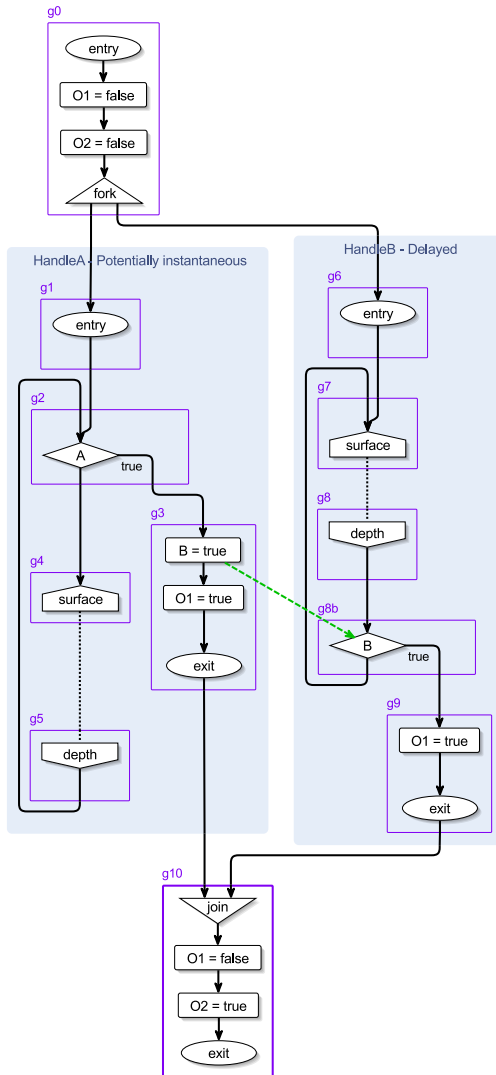 g0
entry
O1 = false
O2 = false
fork
HandleA - Potentially instantaneous
g1
entry
g2
A
true
g3
B = true
O1 = true
exit
g4
surface
g5
depth
HandleB - Delayed
g6
entry
g7
surface
g8
depth
g8b
B
true
g9
O1 = true
exit
g10
join
O1 = false
O2 = true
exit